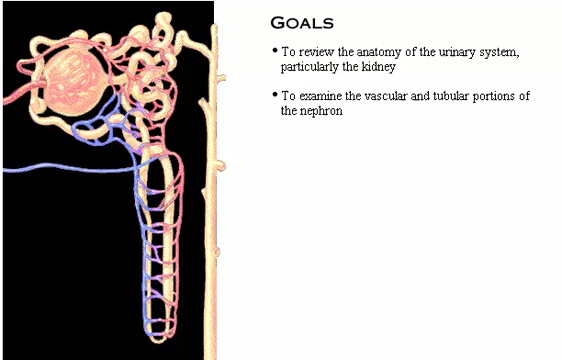 GOALS
• To review the anatomy of the urinary system,
particularly the kidney
• To examine the vascular and tubular portions of
the nephron